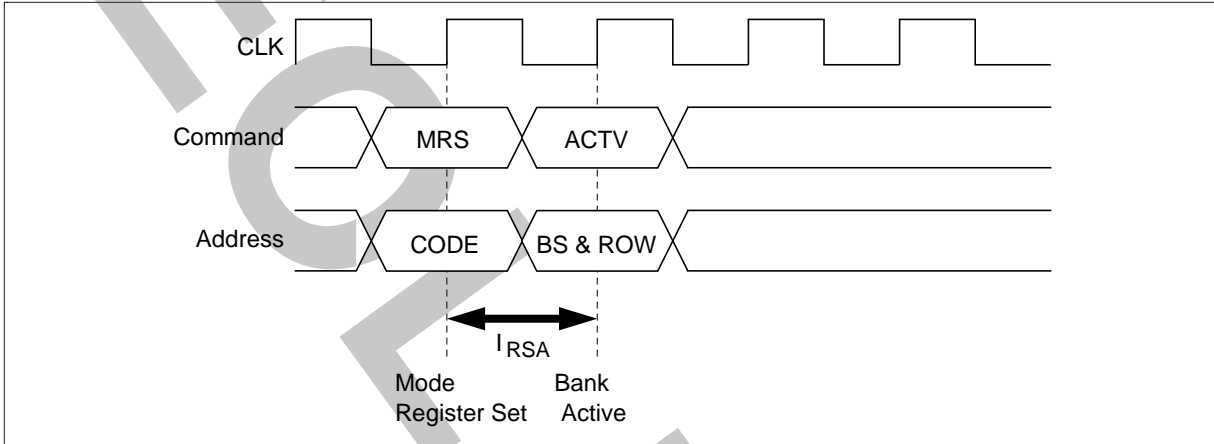 CLK
Command MRS ACTV
Address CODE BS & ROW
I RSA
Mode Bank
Register Set Active